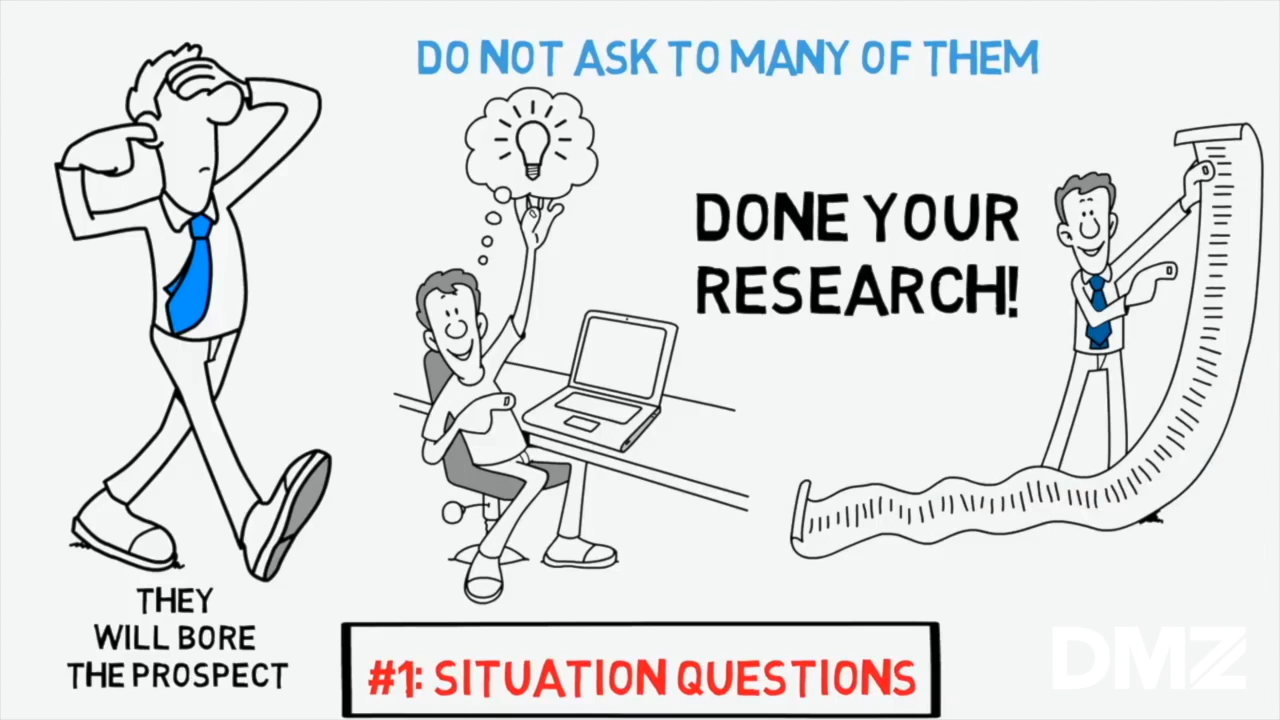 DO NOT ASK TO MANY OF THEM
DONE YOUR
RESEARCH!
THEY
WILL BORE
THE PROSPECT
#1: SITUATION QUESTIONS
DMZ